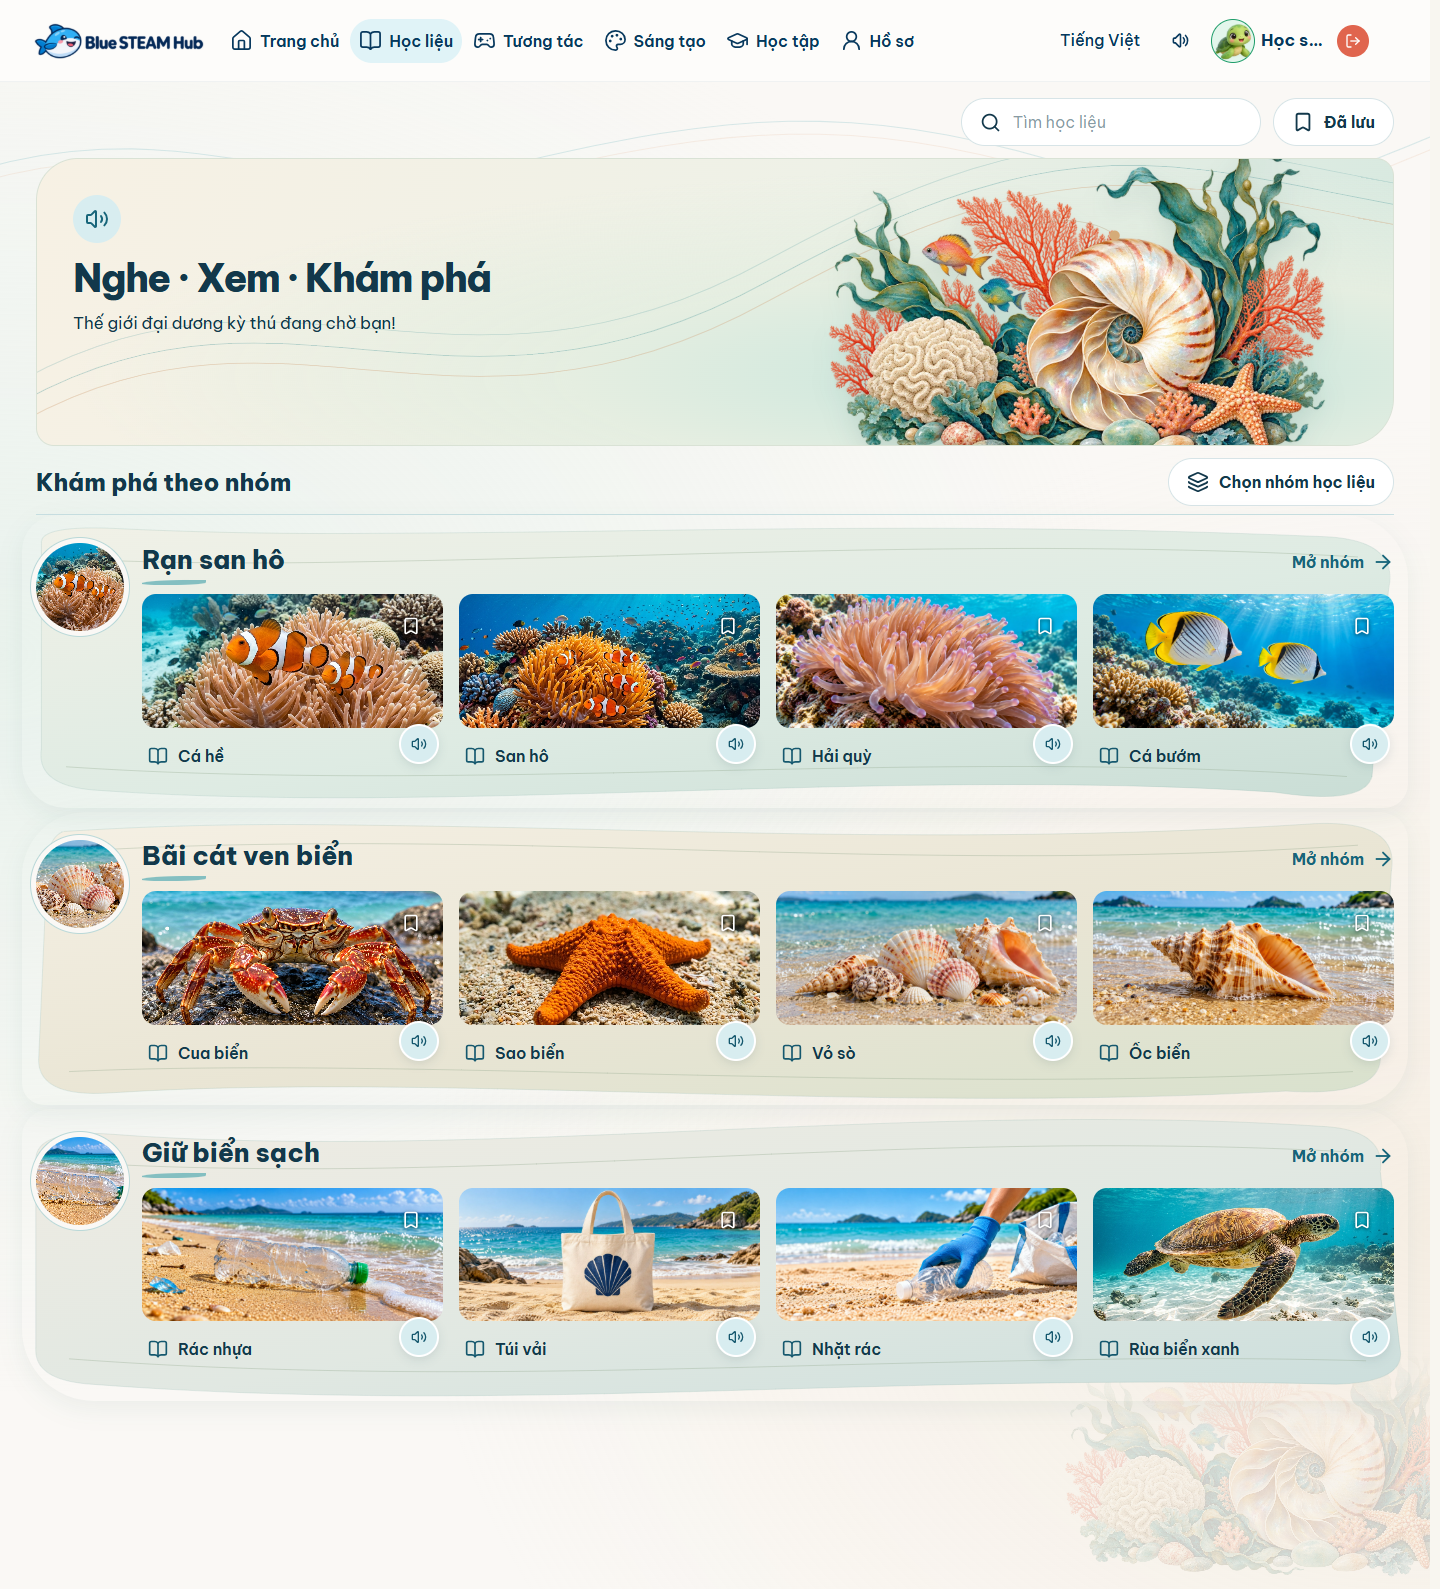 Blue STEAM Hub
Trang chủ
Học liệu
Tương tác
Sáng tạo
Học tập
Hồ sơ
Tiếng Việt
Học s...
Tìm học liệu
Đã lưu
Nghe · Xem · Khám phá
Thế giới đại dương kỳ thú đang chờ bạn!
Khám phá theo nhóm
Chọn nhóm học liệu
Rạn san hô
Mở nhóm
Cá hề
San hô
Hải quỳ
Cá bướm
Bãi cát ven biển
Mở nhóm
Cua biển
Sao biển
Vỏ sò
Ốc biển
Giữ biển sạch
Mở nhóm
Rác nhựa
Túi vải
Nhặt rác
Rùa biển xanh